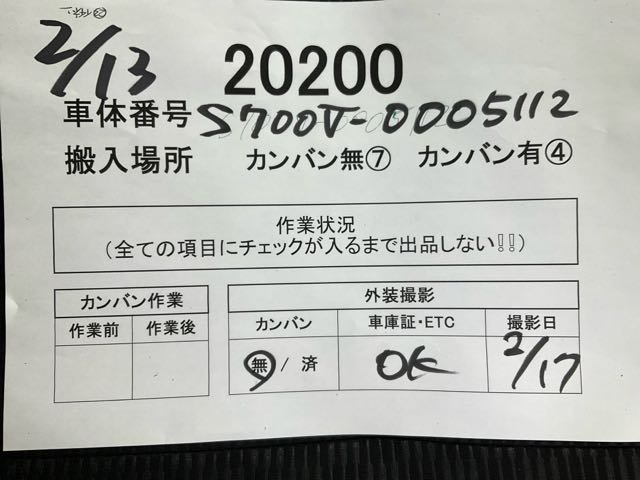 2/13
20200
車体番号 S700V-0005112
搬入場所 カンバン無⑦ カンバン有④
作業状況
（全ての項目にチェックが入るまで出品しない!!）
カンバン作業
作業前 作業後
外装撮影
カンバン 車庫証・ETC 撮影日
無 / 済 OK 2/17